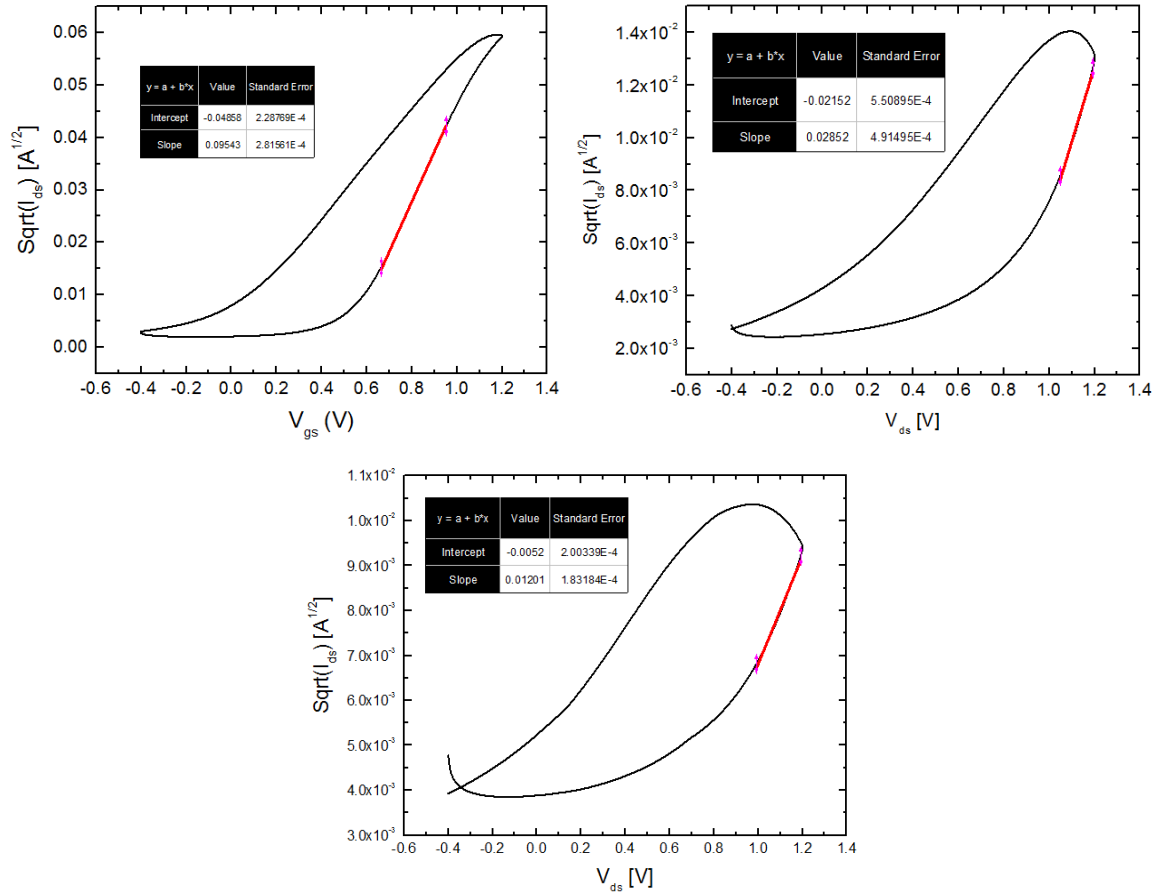 0.06
0.05
0.04
0.03
0.02
0.01
0.00
Sqrt(I_ds) [A^1/2]
y = a + b*x Value Standard Error
Intercept -0.04858 2.28769E-4
Slope 0.09543 2.81561E-4
-0.6 -0.4 -0.2 0.0 0.2 0.4 0.6 0.8 1.0 1.2 1.4
V_gs (V)
1.4x10^-2
1.2x10^-2
1.0x10^-2
8.0x10^-3
6.0x10^-3
4.0x10^-3
2.0x10^-3
Sqrt(I_ds) [A^1/2]
y = a + b*x Value Standard Error
Intercept -0.02152 5.50895E-4
Slope 0.02852 4.91495E-4
-0.6 -0.4 -0.2 0.0 0.2 0.4 0.6 0.8 1.0 1.2 1.4
V_ds [V]
1.1x10^-2
1.0x10^-2
9.0x10^-3
8.0x10^-3
7.0x10^-3
6.0x10^-3
5.0x10^-3
4.0x10^-3
3.0x10^-3
Sqrt(I_ds) [A^1/2]
y = a + b*x Value Standard Error
Intercept -0.0052 2.00339E-4
Slope 0.01201 1.83184E-4
-0.6 -0.4 -0.2 0.0 0.2 0.4 0.6 0.8 1.0 1.2 1.4
V_ds [V]